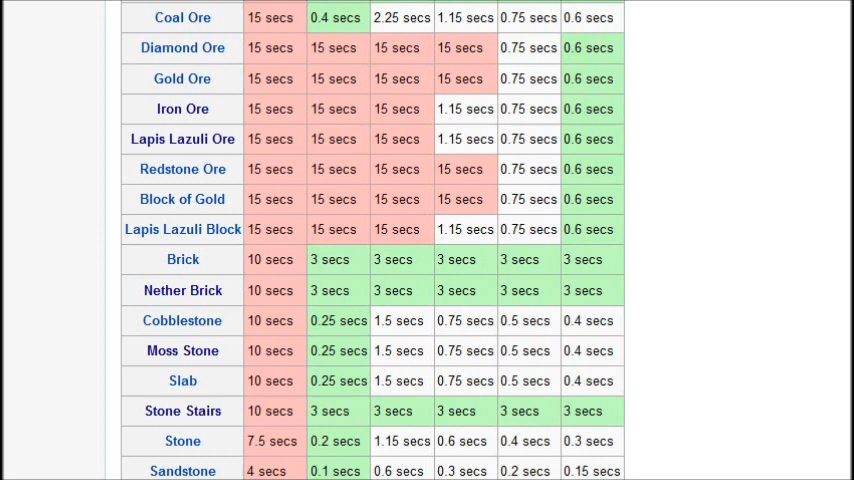 Coal Ore 15 secs 0.4 secs 2.25 secs 1.15 secs 0.75 secs 0.6 secs
Diamond Ore 15 secs 15 secs 15 secs 15 secs 0.75 secs 0.6 secs
Gold Ore 15 secs 15 secs 15 secs 15 secs 0.75 secs 0.6 secs
Iron Ore 15 secs 15 secs 15 secs 1.15 secs 0.75 secs 0.6 secs
Lapis Lazuli Ore 15 secs 15 secs 15 secs 1.15 secs 0.75 secs 0.6 secs
Redstone Ore 15 secs 15 secs 15 secs 15 secs 0.75 secs 0.6 secs
Block of Gold 15 secs 15 secs 15 secs 15 secs 0.75 secs 0.6 secs
Lapis Lazuli Block 15 secs 15 secs 15 secs 1.15 secs 0.75 secs 0.6 secs
Brick 10 secs 3 secs 3 secs 3 secs 3 secs 3 secs
Nether Brick 10 secs 3 secs 3 secs 3 secs 3 secs 3 secs
Cobblestone 10 secs 0.25 secs 1.5 secs 0.75 secs 0.5 secs 0.4 secs
Moss Stone 10 secs 0.25 secs 1.5 secs 0.75 secs 0.5 secs 0.4 secs
Slab 10 secs 0.25 secs 1.5 secs 0.75 secs 0.5 secs 0.4 secs
Stone Stairs 10 secs 3 secs 3 secs 3 secs 3 secs 3 secs
Stone 7.5 secs 0.2 secs 1.15 secs 0.6 secs 0.4 secs 0.3 secs
Sandstone 4 secs 0.1 secs 0.6 secs 0.3 secs 0.2 secs 0.15 secs